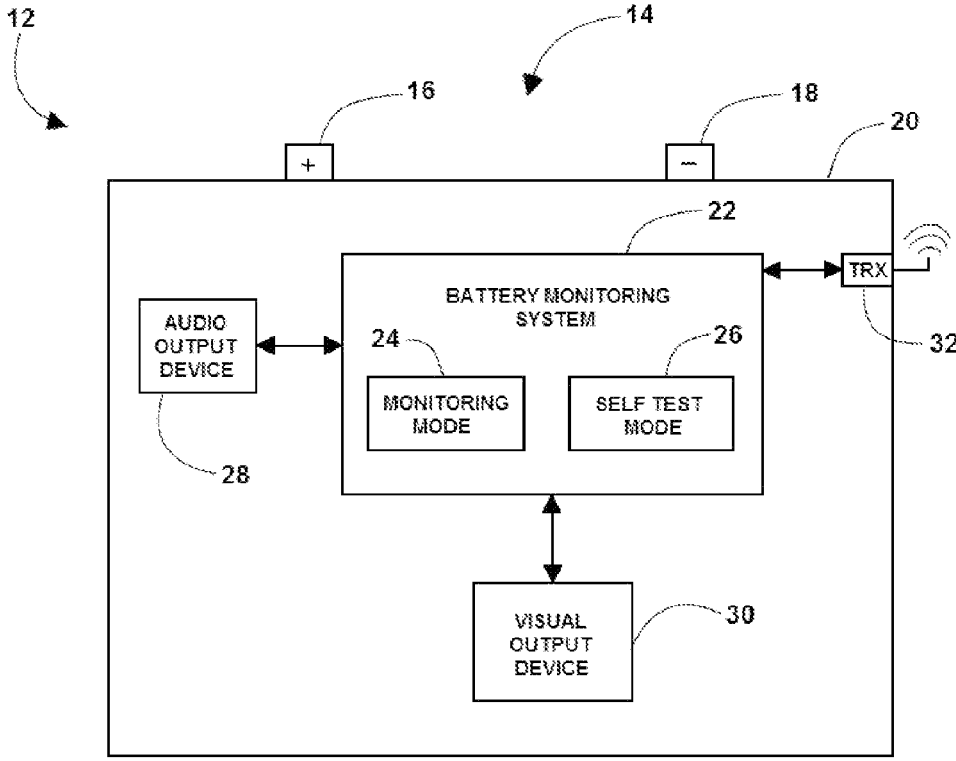 12
14
16
18
20
+
−
22
TRX
BATTERY MONITORING
SYSTEM
AUDIO
OUTPUT
DEVICE
24
26
32
MONITORING
MODE
SELF TEST
MODE
28
VISUAL
OUTPUT
DEVICE
30